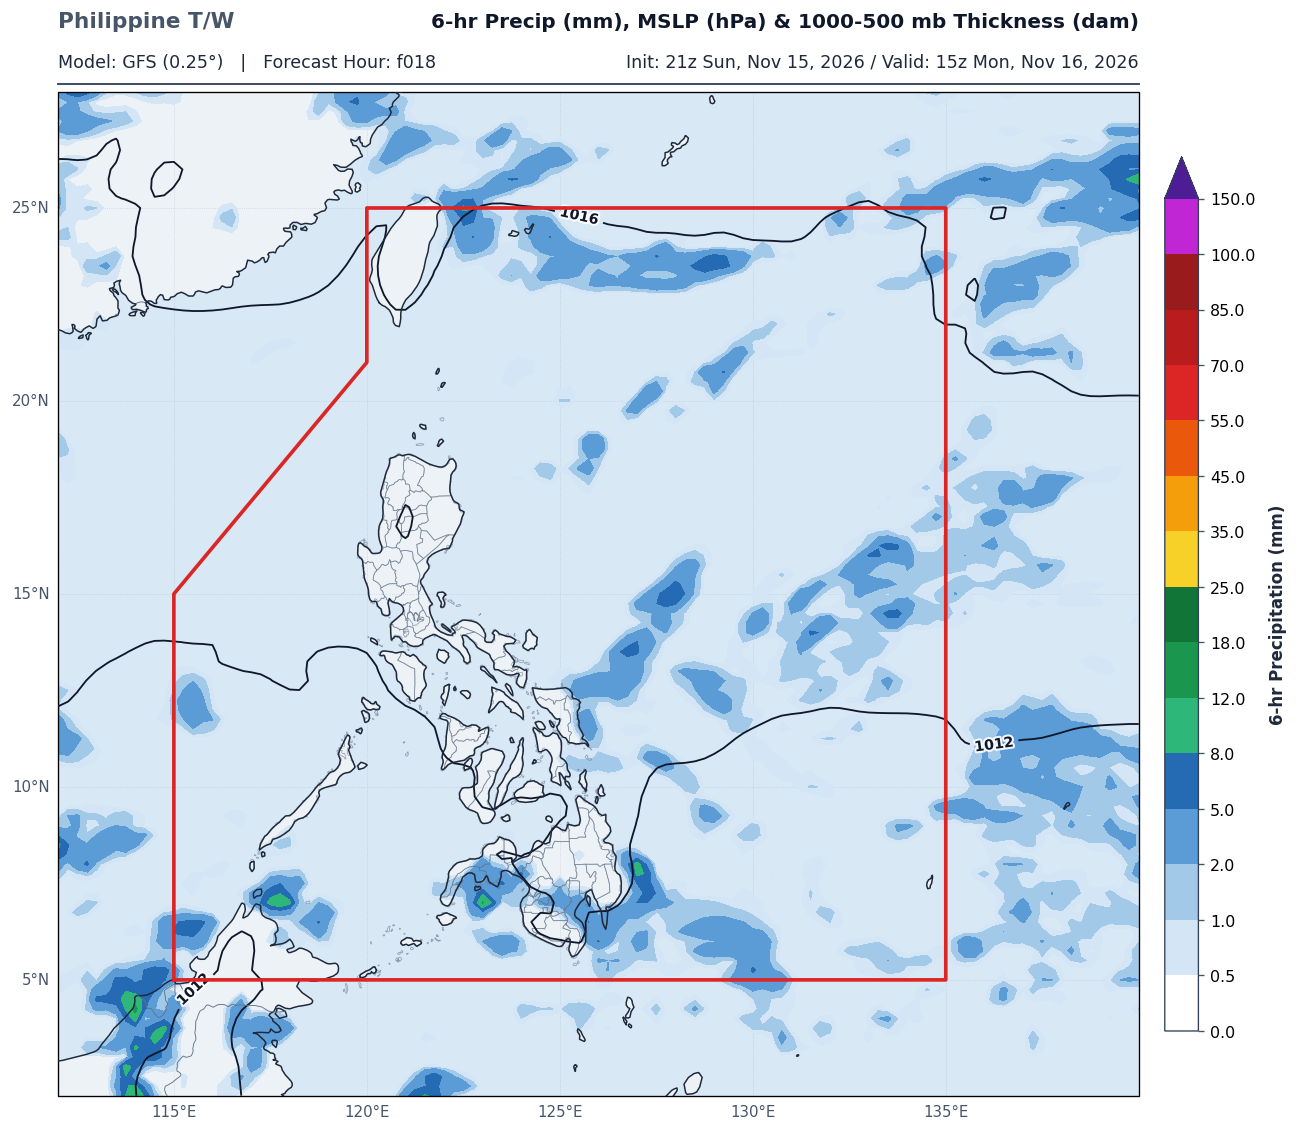 Philippine T/W
6-hr Precip (mm), MSLP (hPa) & 1000-500 mb Thickness (dam)
Model: GFS (0.25°) | Forecast Hour: f018
Init: 21z Sun, Nov 15, 2026 / Valid: 15z Mon, Nov 16, 2026
25°N
20°N
15°N
10°N
5°N
1016
1012
1012
115°E
120°E
125°E
130°E
135°E
150.0
100.0
85.0
70.0
55.0
45.0
35.0
25.0
18.0
12.0
8.0
5.0
2.0
1.0
0.5
0.0
6-hr Precipitation (mm)